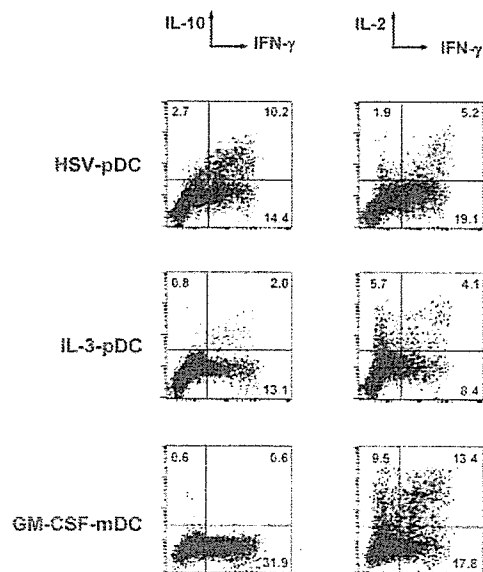 IL-10 IL-2
IFN-γ IFN-γ
2.7 10.2 1.9 5.2
HSV-pDC
14 4 19.1
0.8 2.0 5.7 4.1
IL-3-pDC
13 1 8 4
0.6 0.6 9.5 13 4
GM-CSF-mDC
31.9 17.8